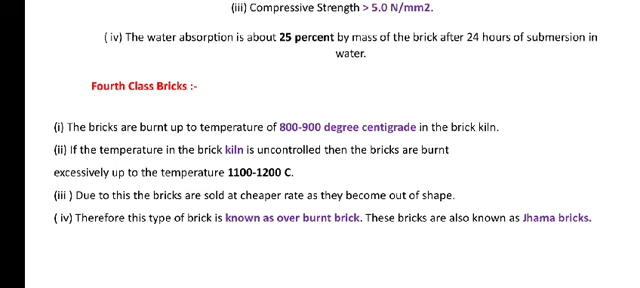 (iii) Compressive Strength > 5.0 N/mm2.
( iv) The water absorption is about 25 percent by mass of the brick after 24 hours of submersion in
water.
Fourth Class Bricks :-
(i) The bricks are burnt up to temperature of 800-900 degree centigrade in the brick kiln.
(ii) If the temperature in the brick kiln is uncontrolled then the bricks are burnt
excessively up to the temperature 1100-1200 C.
(iii ) Due to this the bricks are sold at cheaper rate as they become out of shape.
( iv) Therefore this type of brick is known as over burnt brick. These bricks are also known as Jhama bricks.